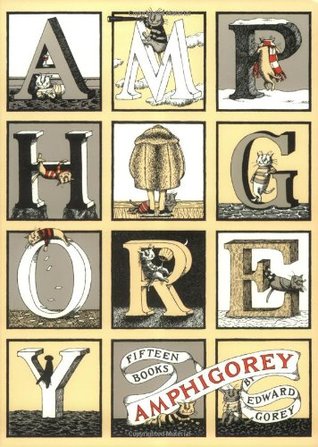 A M P
H I G
O R E
Y
FIFTEEN
BOOKS
AMPHIGOREY
BY
EDWARD
GOREY